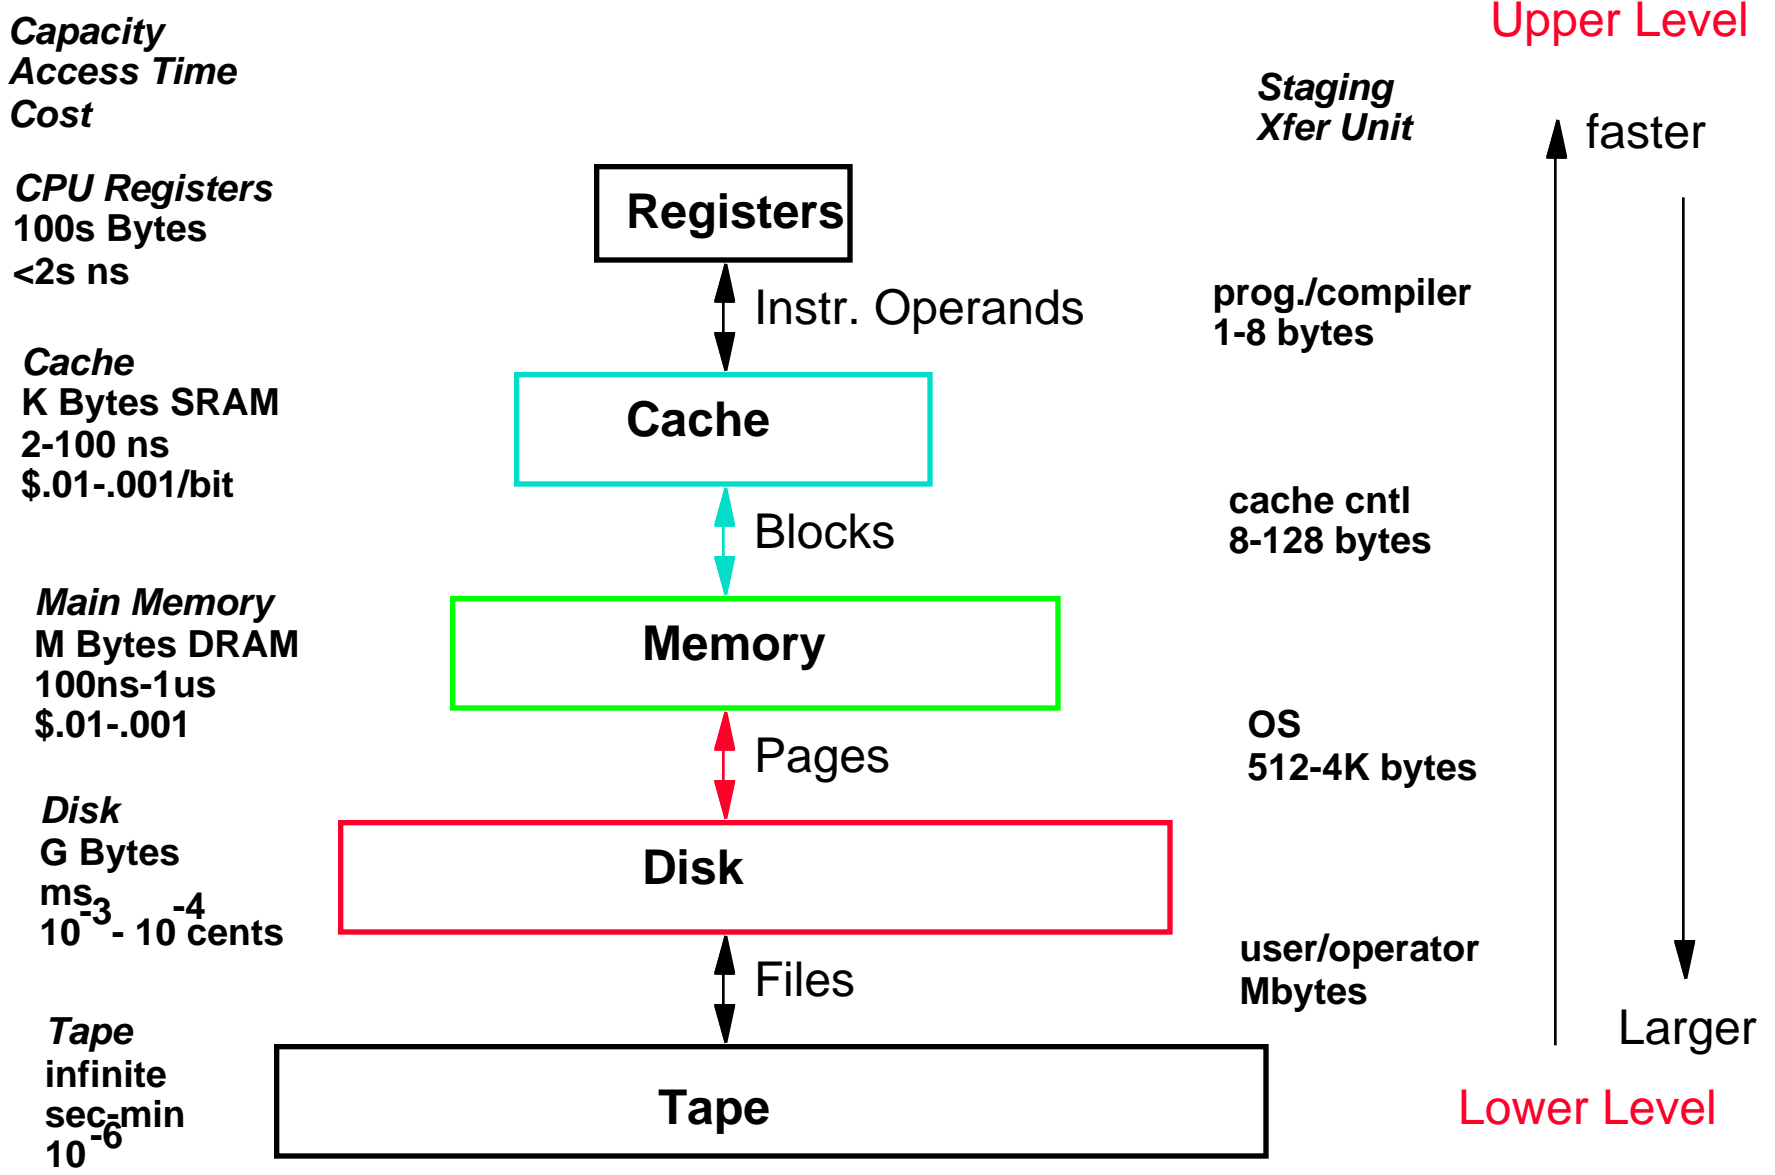 Upper Level
Capacity
Access Time
Cost
Staging
Xfer Unit
faster
CPU Registers
100s Bytes
<2s ns
Registers
Instr. Operands
prog./compiler
1-8 bytes
Cache
K Bytes SRAM
2-100 ns
$.01-.001/bit
Cache
Blocks
cache cntl
8-128 bytes
Main Memory
M Bytes DRAM
100ns-1us
$.01-.001
Memory
Pages
OS
512-4K bytes
Disk
G Bytes
ms
10^-3 - 10^-4 cents
Disk
Files
user/operator
Mbytes
Larger
Tape
infinite
sec-min
10^-6
Tape
Lower Level